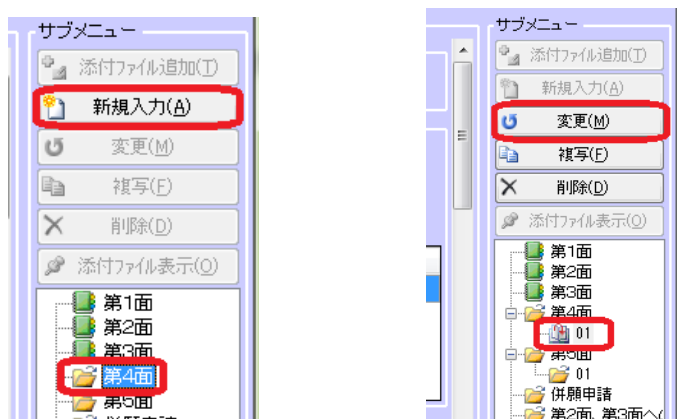 サブメニュー
添付ファイル追加(T)
新規入力(A)
変更(M)
複写(F)
削除(D)
添付ファイル表示(O)
第1面
第2面
第3面
第4面
第5面
併願申請
サブメニュー
添付ファイル追加(T)
新規入力(A)
変更(M)
複写(F)
削除(D)
添付ファイル表示(O)
第1面
第2面
第3面
第4面
01
第5面
01
併願申請
第2面、第3面へ(